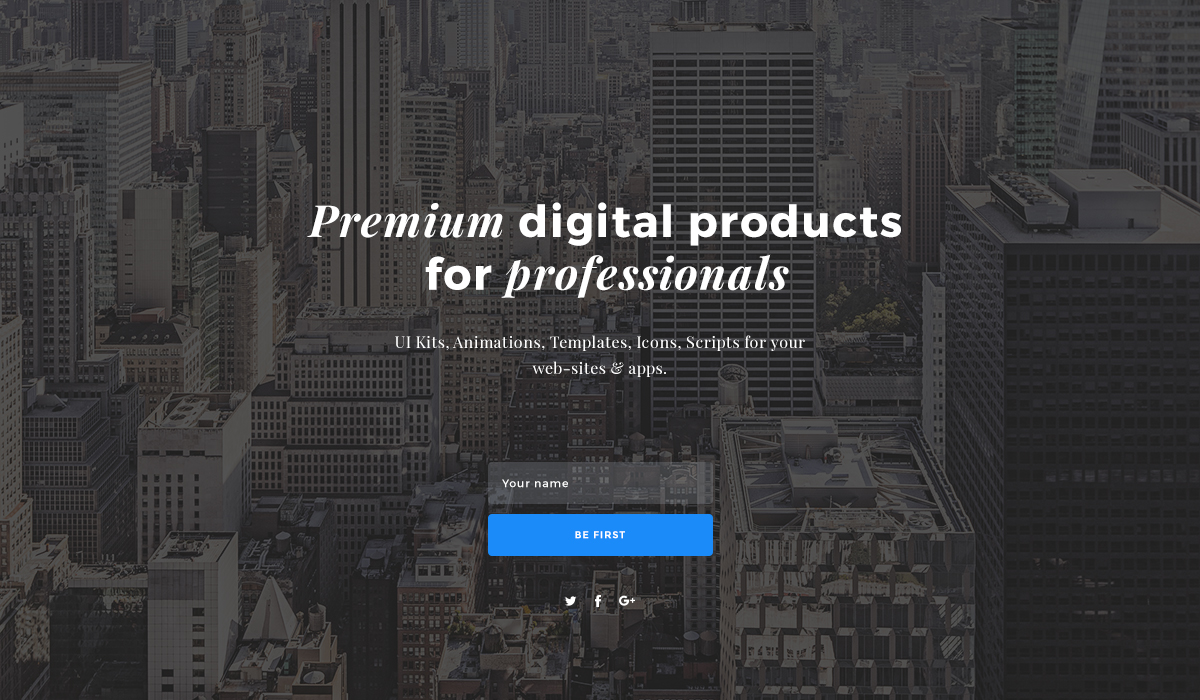 Premium digital products
for professionals
UI Kits, Animations, Templates, Icons, Scripts for your
web-sites & apps.
Your name
BE FIRST
G+